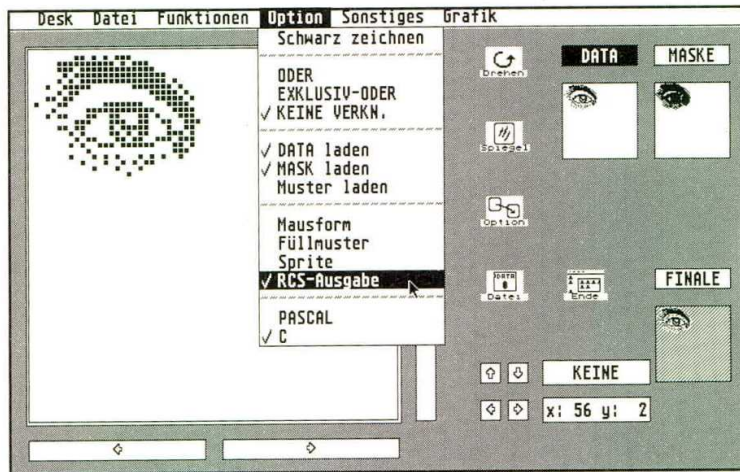 Desk Datei Funktionen Option Sonstiges Grafik
Schwarz zeichnen
ODER
EXKLUSIV-ODER
✓ KEINE VERKN.
✓ DATA laden
✓ MASK laden
Muster laden
Mausform
Füllmuster
Sprite
✓ RCS-Ausgabe
PASCAL
✓ C
Drehen
DATA
MASKE
Spiegel
Option
DATA
Datei
Ende
FINALE
KEINE
x: 56 y: 2